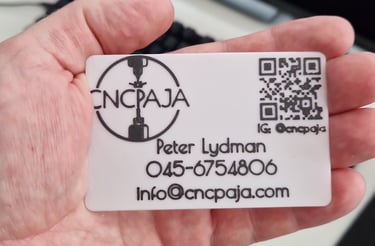 CNCPAJA
IG: @cncpaja
Peter Lydman
045-6754806
info@cncpaja.com